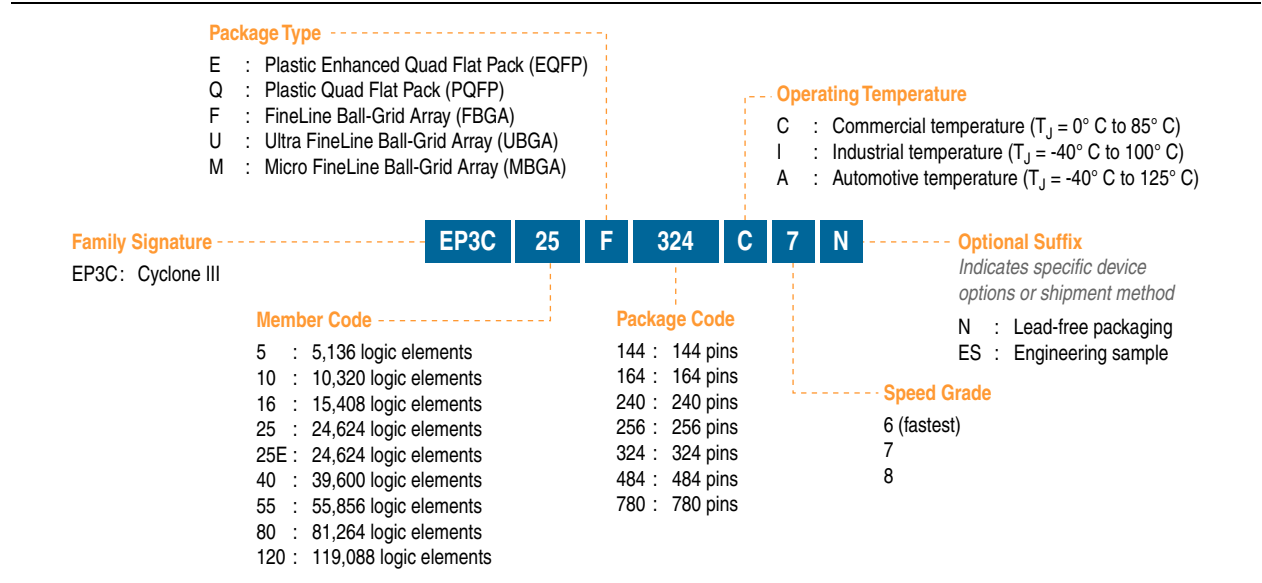 Package Type
E : Plastic Enhanced Quad Flat Pack (EQFP)
Q : Plastic Quad Flat Pack (PQFP)
F : FineLine Ball-Grid Array (FBGA)
U : Ultra FineLine Ball-Grid Array (UBGA)
M : Micro FineLine Ball-Grid Array (MBGA)
Operating Temperature
C : Commercial temperature (TJ = 0° C to 85° C)
I : Industrial temperature (TJ = -40° C to 100° C)
A : Automotive temperature (TJ = -40° C to 125° C)
Family Signature
EP3C : Cyclone III
EP3C 25 F 324 C 7 N
Optional Suffix
Indicates specific device
options or shipment method
N : Lead-free packaging
ES : Engineering sample
Member Code
5 : 5,136 logic elements
10 : 10,320 logic elements
16 : 15,408 logic elements
25 : 24,624 logic elements
25E : 24,624 logic elements
40 : 39,600 logic elements
55 : 55,856 logic elements
80 : 81,264 logic elements
120 : 119,088 logic elements
Package Code
144 : 144 pins
164 : 164 pins
240 : 240 pins
256 : 256 pins
324 : 324 pins
484 : 484 pins
780 : 780 pins
Speed Grade
6 (fastest)
7
8